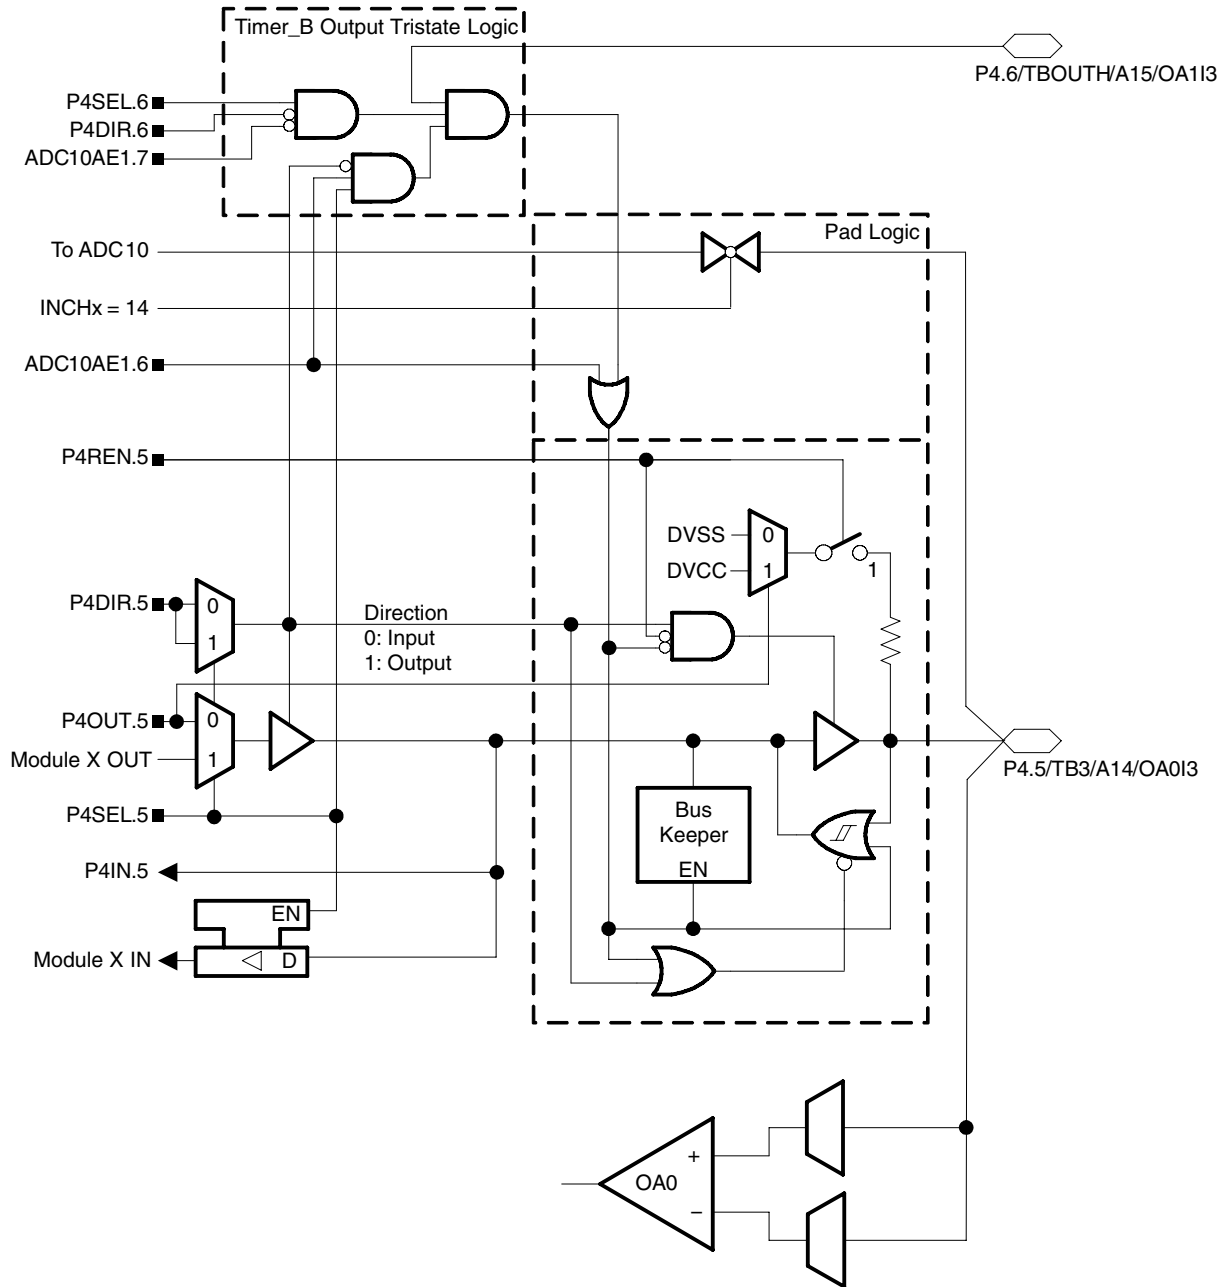 Timer_B Output Tristate Logic
P4.6/TBOUTH/A15/OA1I3
P4SEL.6
P4DIR.6
ADC10AE1.7
Pad Logic
To ADC10
INCHx = 14
ADC10AE1.6
P4REN.5
DVSS
0
DVCC
1
1
P4DIR.5
0
1
Direction
0: Input
1: Output
P4OUT.5
0
Module X OUT
1
P4.5/TB3/A14/OA0I3
P4SEL.5
Bus
Keeper
EN
P4IN.5
EN
Module X IN
D
+
OA0
−